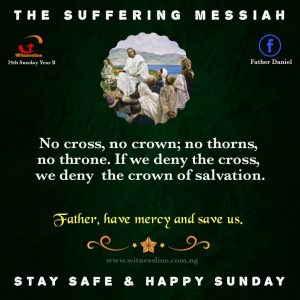 THE SUFFERING MESSIAH
Witnessline
24th Sunday Year B
Father Daniel
No cross, no crown; no thorns,
no throne. If we deny the cross,
we deny the crown of salvation.
Father, have mercy and save us.
www.witnessline.com.ng
STAY SAFE & HAPPY SUNDAY